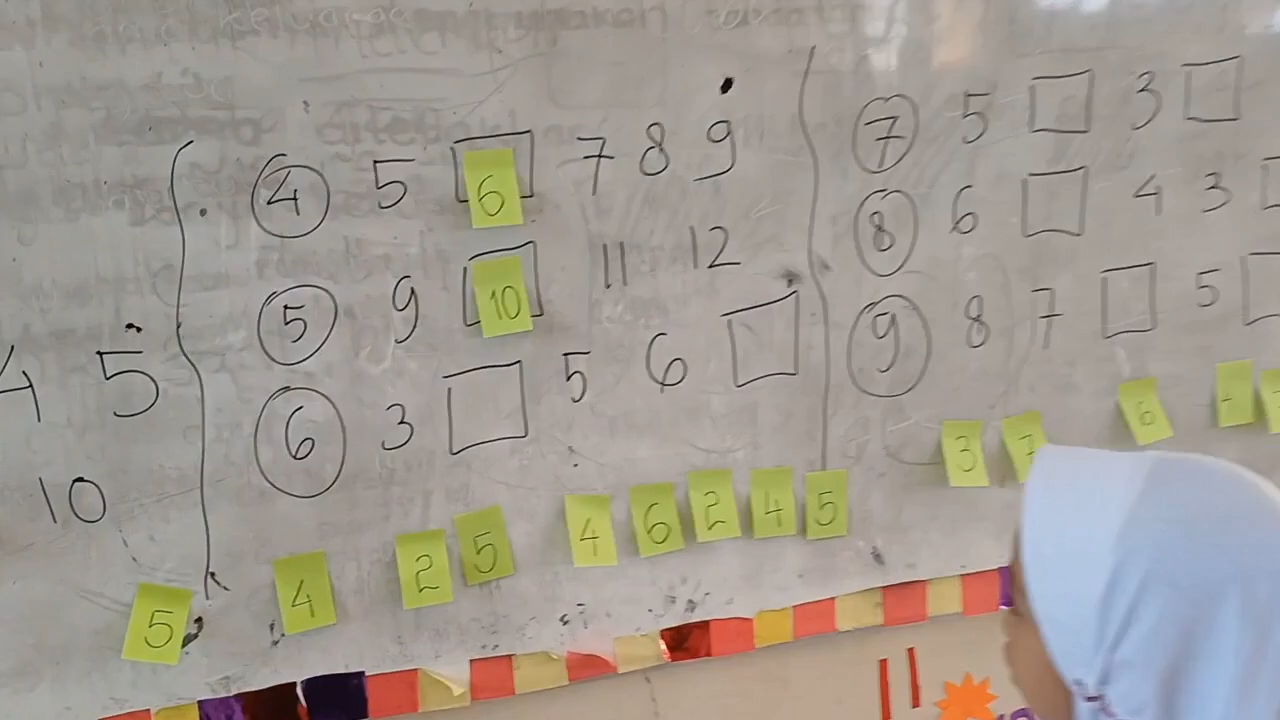 4 5
10
4 5 6 7 8 9
5 9 10 11 12
6 3 5 6
7 5 3
8 6 4 3
9 8 7 5
5 4 2 5 4 6 2 4 5
3 7 6